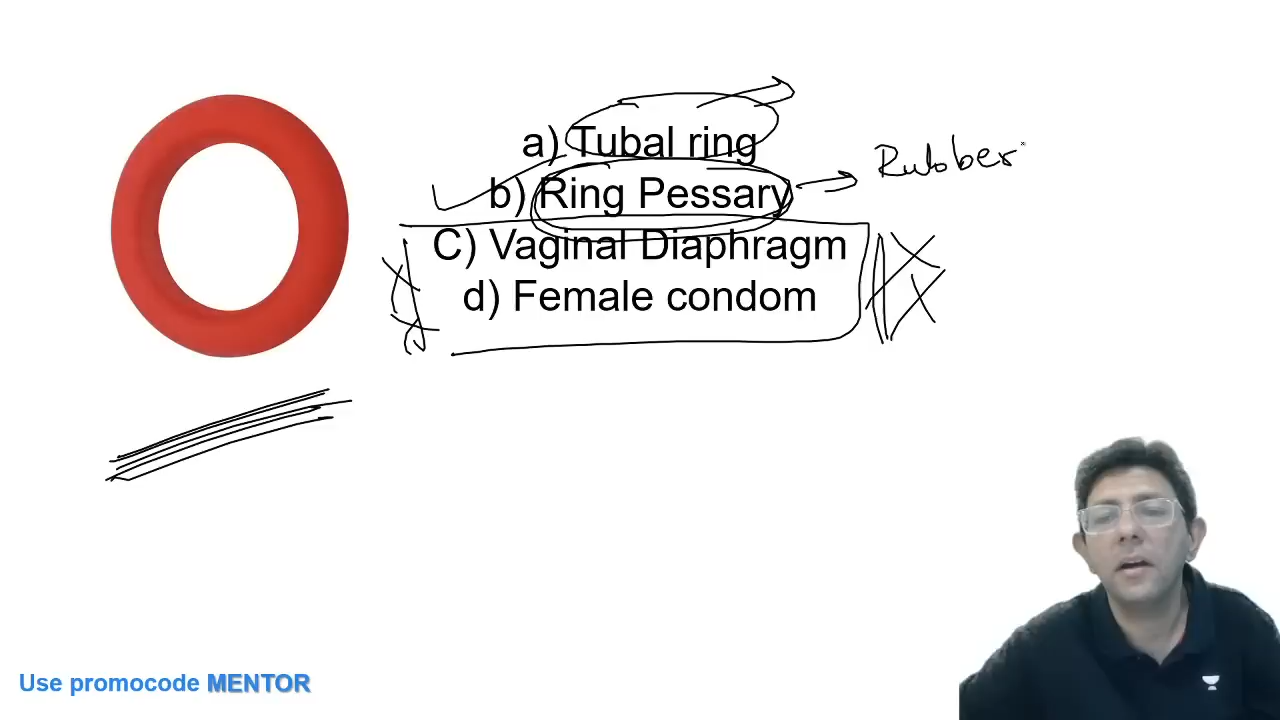 a) Tubal ring
b) Ring Pessary
Rubber
C) Vaginal Diaphragm
d) Female condom
Use promocode MENTOR